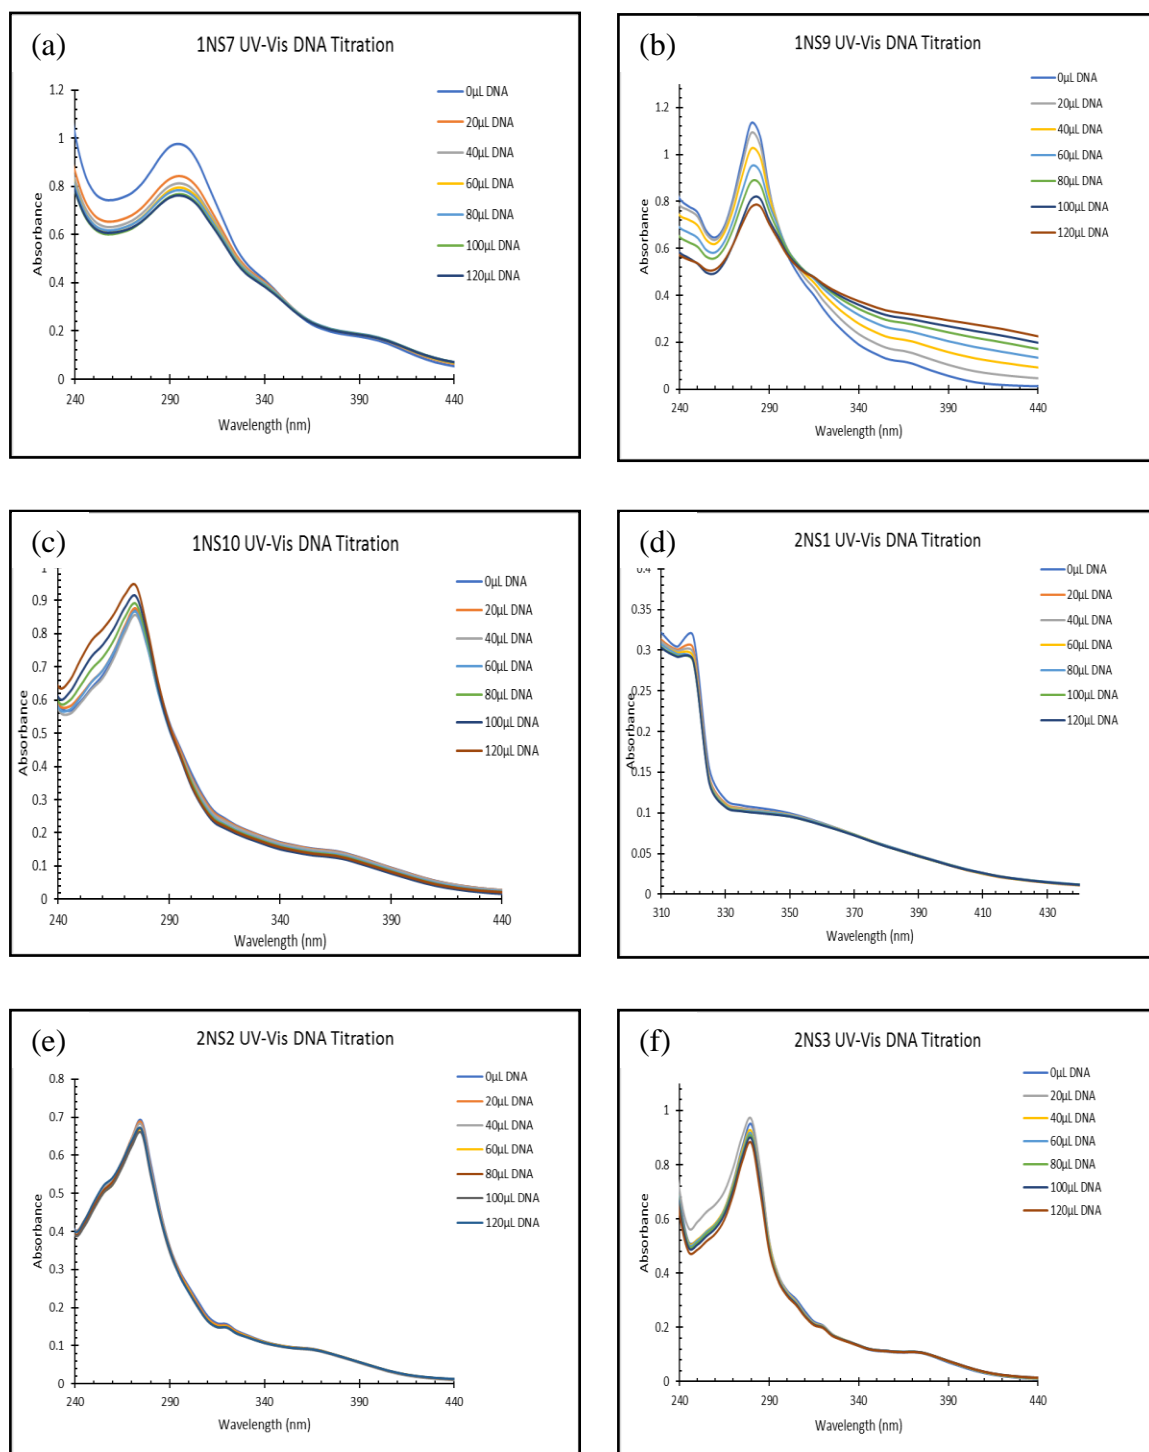 (a)
1NS7 UV-Vis DNA Titration
1.2
1
0.8
0.6
0.4
0.2
0
240 290 340 390 440
Absorbance
Wavelength (nm)
0µL DNA
20µL DNA
40µL DNA
60µL DNA
80µL DNA
100µL DNA
120µL DNA
(b)
1NS9 UV-Vis DNA Titration
1.2
1
0.8
0.6
0.4
0.2
0
240 290 340 390 440
Absorbance
Wavelength (nm)
0µL DNA
20µL DNA
40µL DNA
60µL DNA
80µL DNA
100µL DNA
120µL DNA
(c)
1NS10 UV-Vis DNA Titration
1
0.9
0.8
0.7
0.6
0.5
0.4
0.3
0.2
0.1
0
240 290 340 390 440
Absorbance
Wavelength (nm)
0µL DNA
20µL DNA
40µL DNA
60µL DNA
80µL DNA
100µL DNA
120µL DNA
(d)
2NS1 UV-Vis DNA Titration
0.4
0.35
0.3
0.25
0.2
0.15
0.1
0.05
0
310 330 350 370 390 410 430
Absorbance
Wavelength (nm)
0µL DNA
20µL DNA
40µL DNA
60µL DNA
80µL DNA
100µL DNA
120µL DNA
(e)
2NS2 UV-Vis DNA Titration
0.8
0.7
0.6
0.5
0.4
0.3
0.2
0.1
0
240 290 340 390 440
Absorbance
Wavelength (nm)
0µL DNA
20µL DNA
40µL DNA
60µL DNA
80µL DNA
100µL DNA
120µL DNA
(f)
2NS3 UV-Vis DNA Titration
1
0.8
0.6
0.4
0.2
0
240 290 340 390 440
Absorbance
Wavelength (nm)
0µL DNA
20µL DNA
40µL DNA
60µL DNA
80µL DNA
100µL DNA
120µL DNA